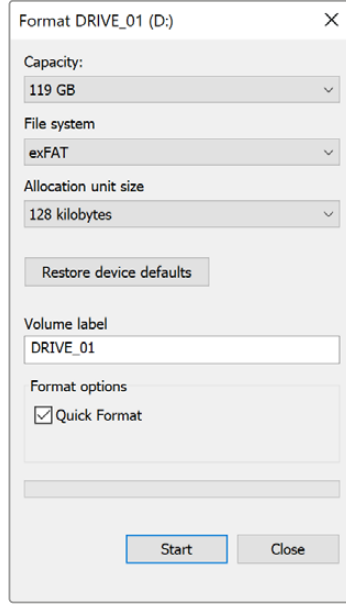 Format DRIVE_01 (D:)
Capacity:
119 GB
File system
exFAT
Allocation unit size
128 kilobytes
Restore device defaults
Volume label
DRIVE_01
Format options
Quick Format
Start Close